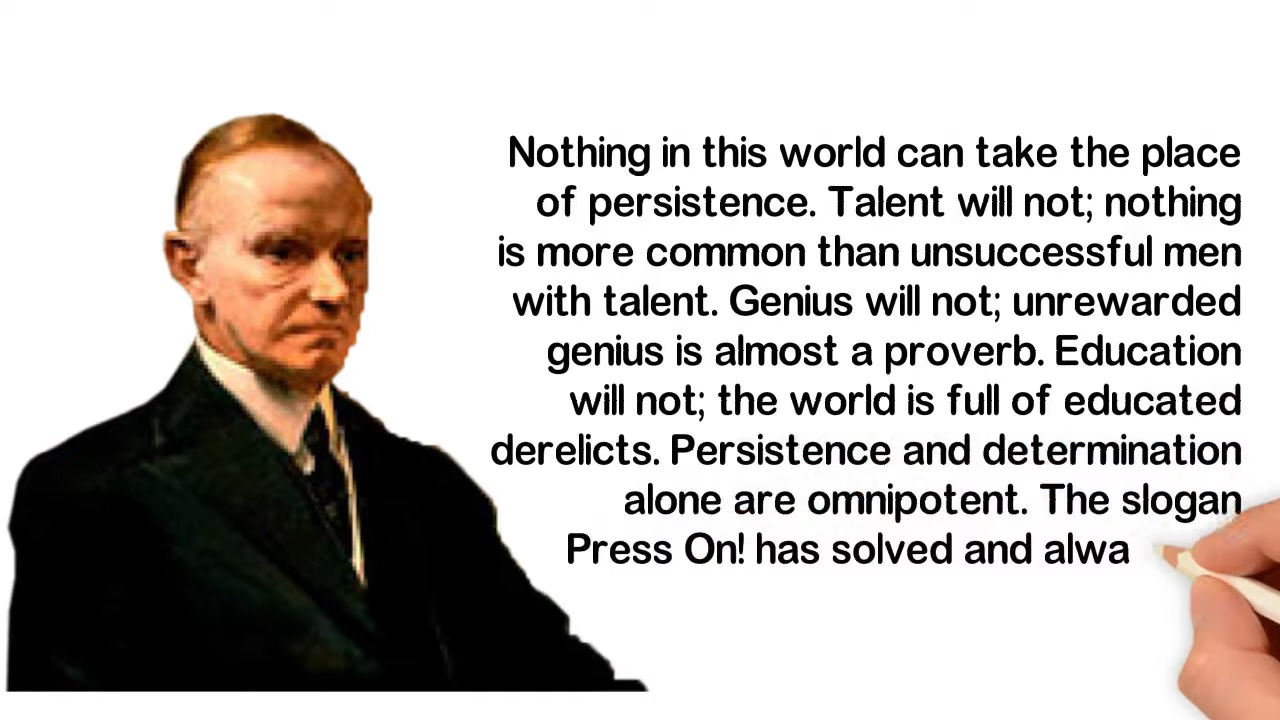 Nothing in this world can take the place
of persistence. Talent will not; nothing
is more common than unsuccessful men
with talent. Genius will not; unrewarded
genius is almost a proverb. Education
will not; the world is full of educated
derelicts. Persistence and determination
alone are omnipotent. The slogan
Press On! has solved and alwa